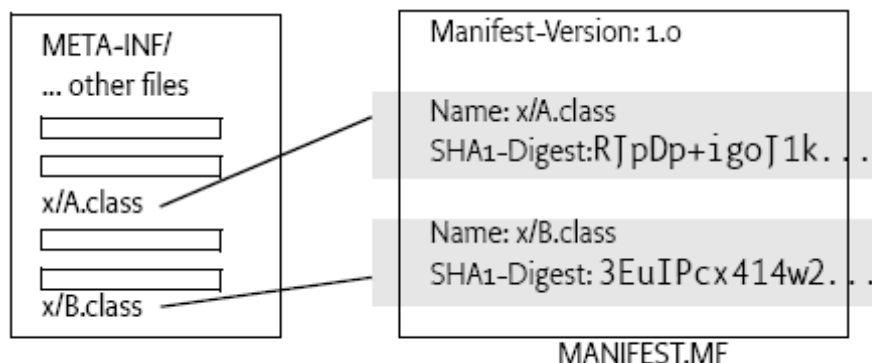 META-INF/
... other files
x/A.class
x/B.class
Manifest-Version: 1.0
Name: x/A.class
SHA1-Digest:RJpDp+igoJ1k...
Name: x/B.class
SHA1-Digest: 3EuIPcx414w2...
MANIFEST.MF